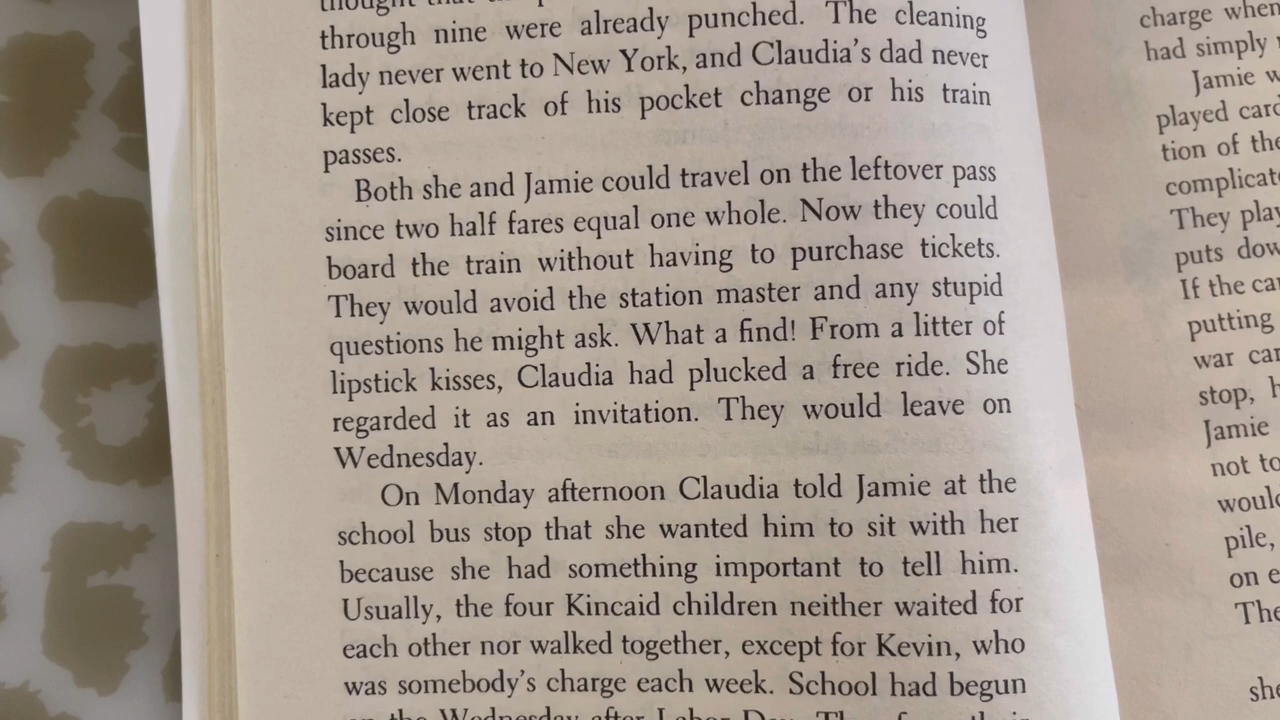 through nine were already punched. The cleaning
lady never went to New York, and Claudia's dad never
kept close track of his pocket change or his train
passes.
Both she and Jamie could travel on the leftover pass
since two half fares equal one whole. Now they could
board the train without having to purchase tickets.
They would avoid the station master and any stupid
questions he might ask. What a find! From a litter of
lipstick kisses, Claudia had plucked a free ride. She
regarded it as an invitation. They would leave on
Wednesday.
On Monday afternoon Claudia told Jamie at the
school bus stop that she wanted him to sit with her
because she had something important to tell him.
Usually, the four Kincaid children neither waited for
each other nor walked together, except for Kevin, who
was somebody's charge each week. School had begun
the Wednesday after Labor Day.
charge when
had simply
Jamie
played
tion of the
They
puts
If the
putting
war
stop,
Jamie
not to
pile,
on